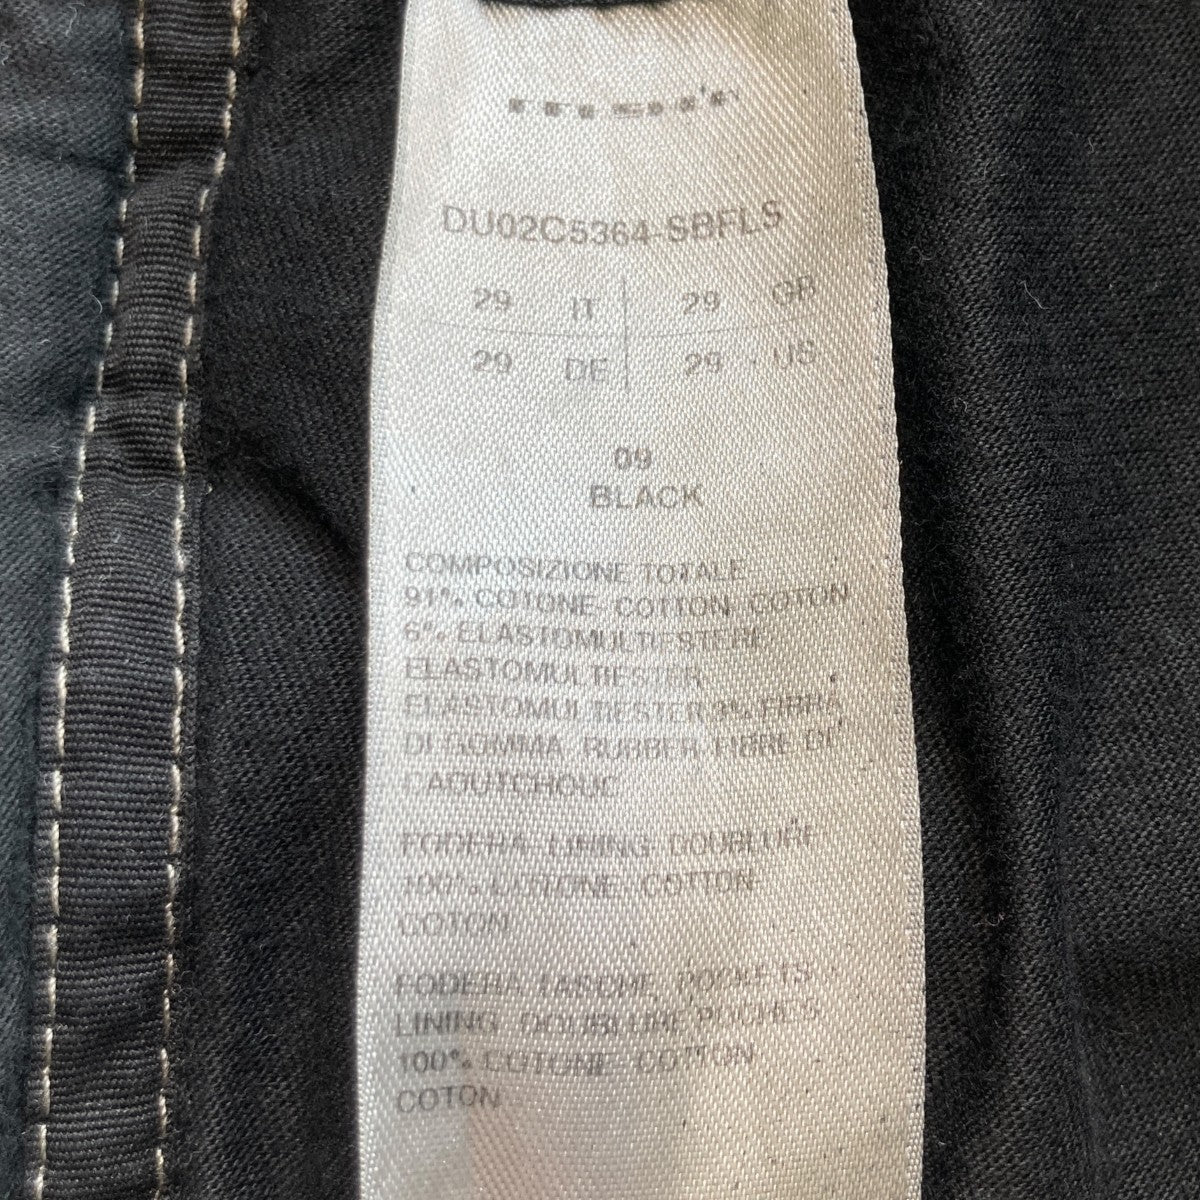 DU02C5364-SBFLS
29 IT 29 GB
29 DE 29 US
09
BLACK
COMPOSIZIONE TOTALE
91% COTONE COTTON COTON
6% ELASTOMULTIESTERE
ELASTOMULTIESTER
ELASTOMULTIESTER 3% FIBRA
DI GOMMA RUBBER FIBRE DE
CAOUTCHOUC
FODERA LINING DOUBLURE
100% COTONE COTTON
COTON
FODERA TASCHE POCKETS
LINING DOUBLURE POCHES
100% COTONE COTTON
COTON